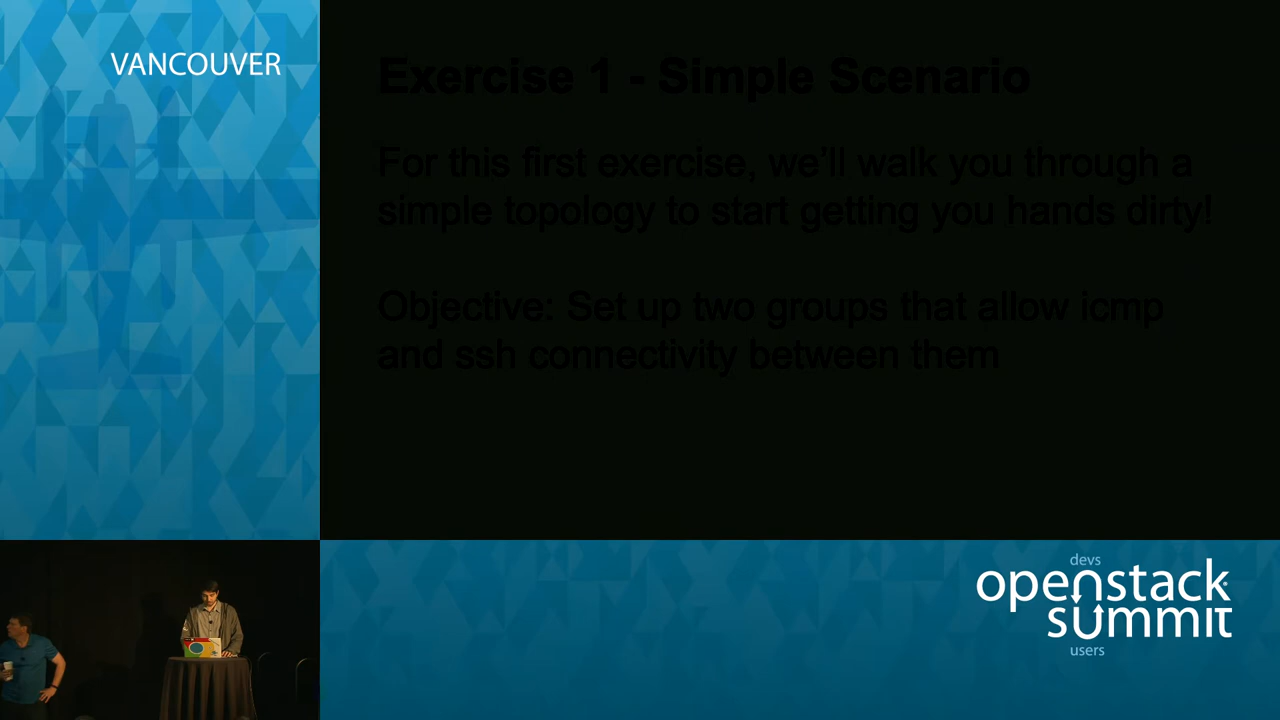 VANCOUVER
Exercise 1 - Simple Scenario
For this first exercise, we'll walk you through a
simple topology to start getting you hands dirty!
Objective: Set up two groups that allow icmp
and ssh connectivity between them
devs
openstack
summit
users